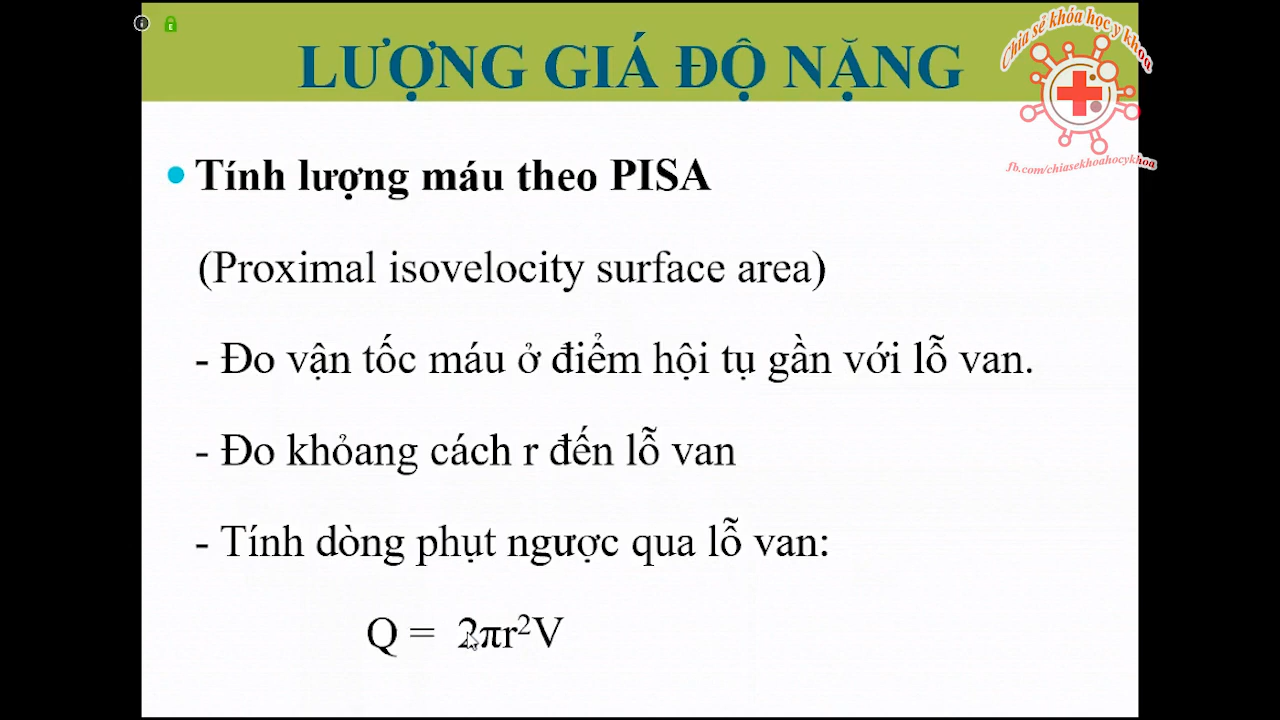 LƯỢNG GIÁ ĐỘ NẶNG
Chia sẻ khóa học y khoa
fb.com/chiasekhoahocykhoa
• Tính lượng máu theo PISA
(Proximal isovelocity surface area)
- Đo vận tốc máu ở điểm hội tụ gần với lỗ van.
- Đo khỏang cách r đến lỗ van
- Tính dòng phụt ngược qua lỗ van:
Q = 2πr²V